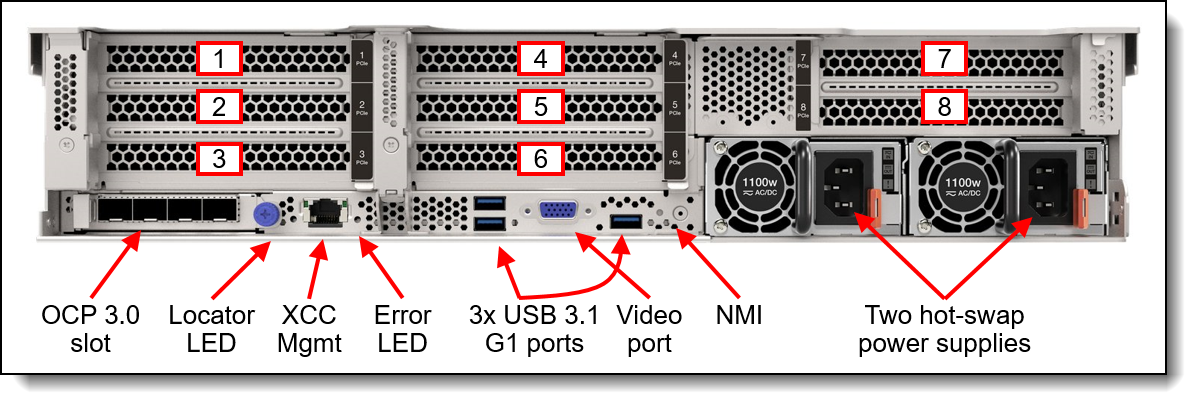 1
1
PCIe
4
4
PCIe
7
PCIe
7
2
2
PCIe
5
5
PCIe
8
PCIe
8
3
3
PCIe
6
6
PCIe
1100w
AC/DC
1100w
AC/DC
OCP 3.0
slot
Locator
LED
XCC
Mgmt
Error
LED
3x USB 3.1
G1 ports
Video
port
NMI
Two hot-swap
power supplies